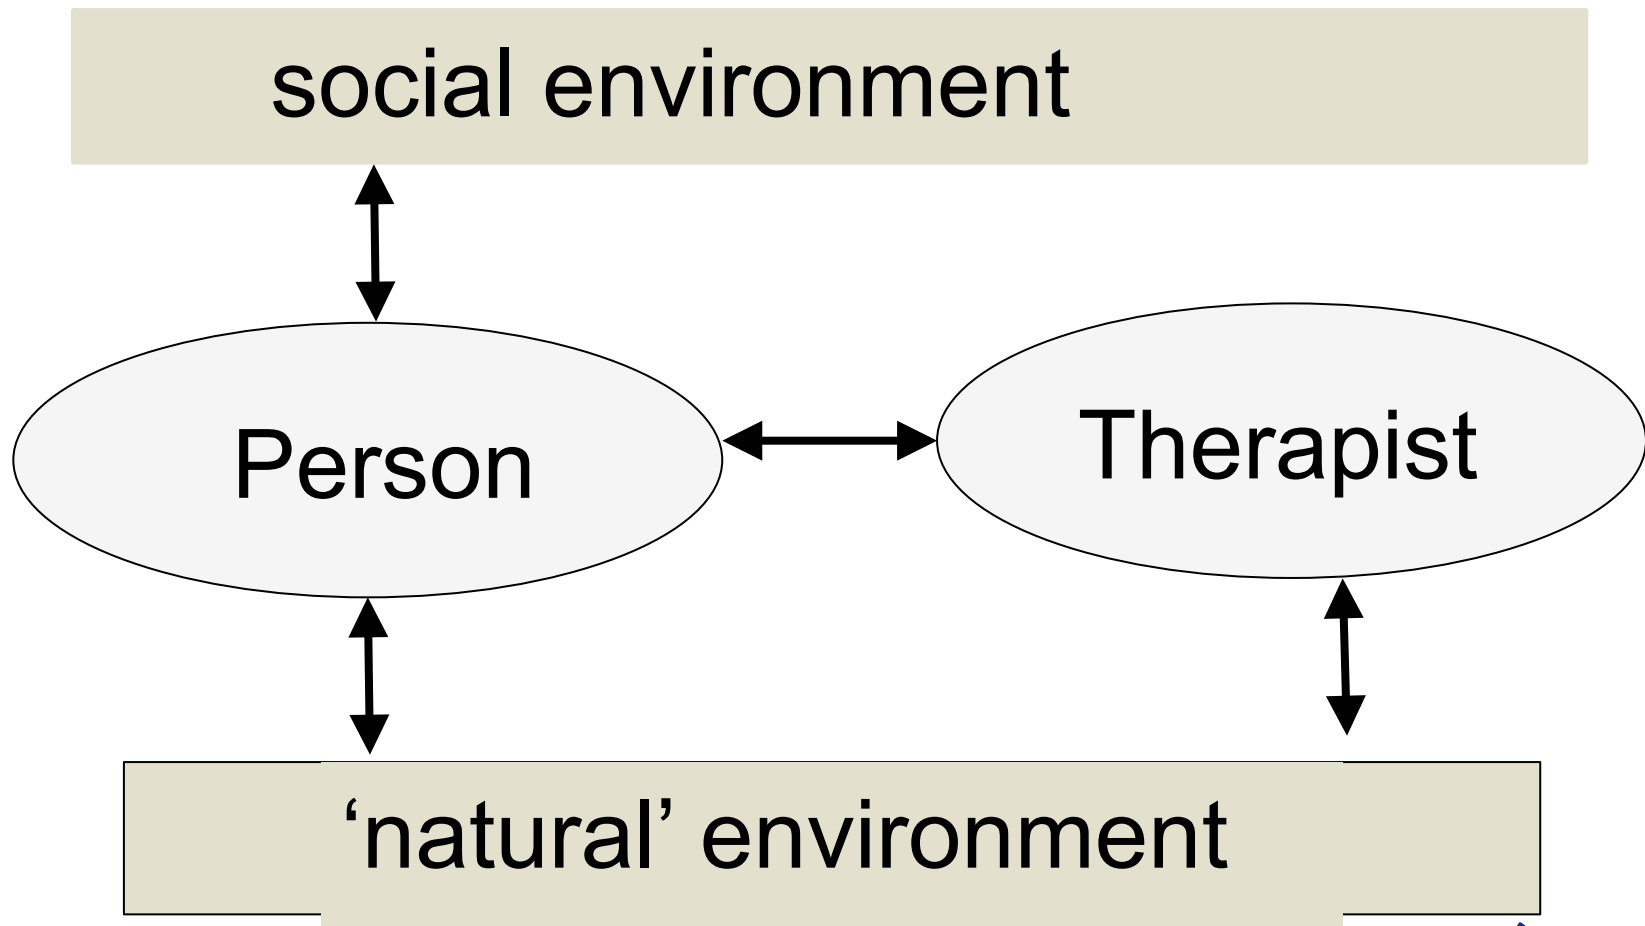 social environment
Person
Therapist
‘natural’ environment